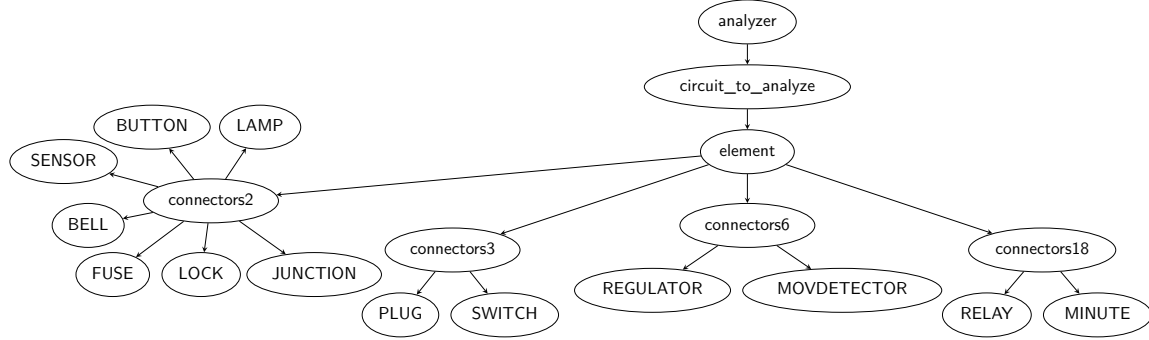 analyzer
circuit_to_analyze
element
BUTTON
LAMP
SENSOR
connectors2
BELL
FUSE
LOCK
JUNCTION
connectors3
PLUG
SWITCH
connectors6
REGULATOR
MOVDETECTOR
connectors18
RELAY
MINUTE